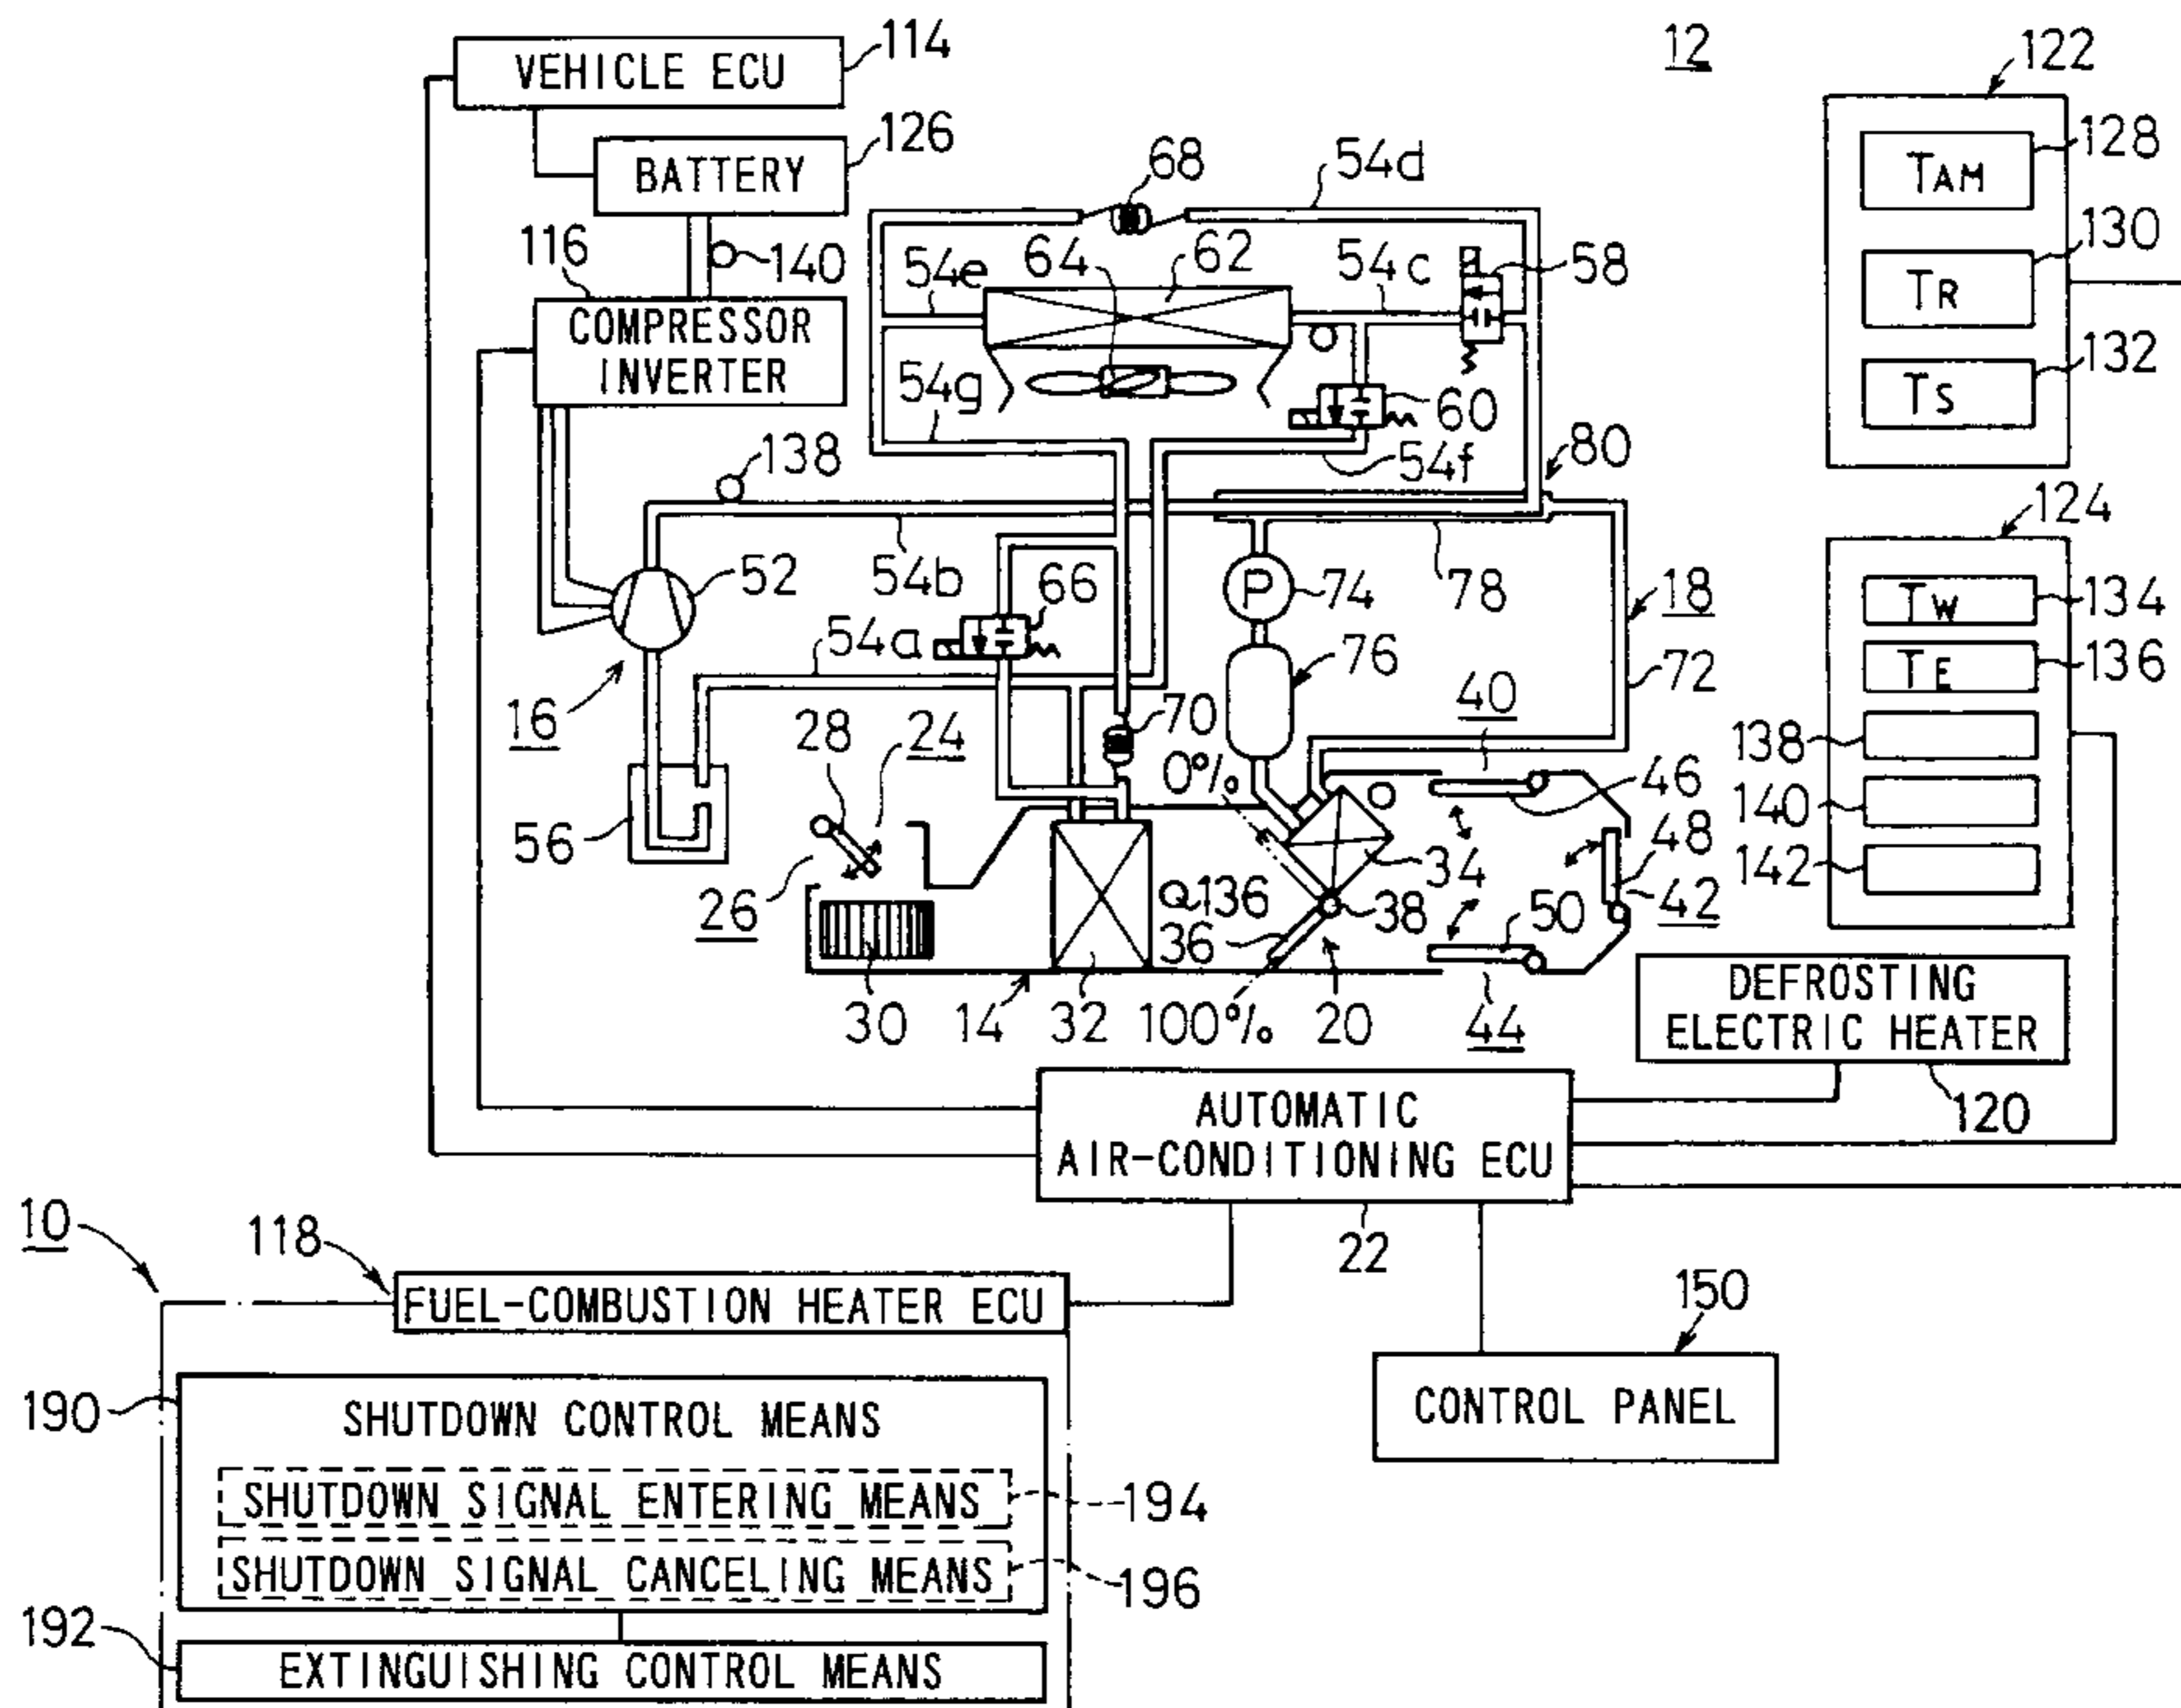 VEHICLE ECU
114
12
122
BATTERY
126
68
54d
128
TAM
116
140
54e
64
62
54c
58
130
TR
COMPRESSOR
INVERTER
54g
60
132
TS
138
54f
80
124
52
54b
66
74
78
18
TW
134
54a
76
72
TE
136
16
28
24
70
40
138
0%
46
140
56
34
48
142
26
Q136
38
42
36
50
30
14
32
100%
20
44
DEFROSTING
ELECTRIC HEATER
120
AUTOMATIC
AIR-CONDITIONING ECU
22
10
118
FUEL-COMBUSTION HEATER ECU
150
190
SHUTDOWN CONTROL MEANS
CONTROL PANEL
SHUTDOWN SIGNAL ENTERING MEANS
194
SHUTDOWN SIGNAL CANCELING MEANS
196
192
EXTINGUISHING CONTROL MEANS
P